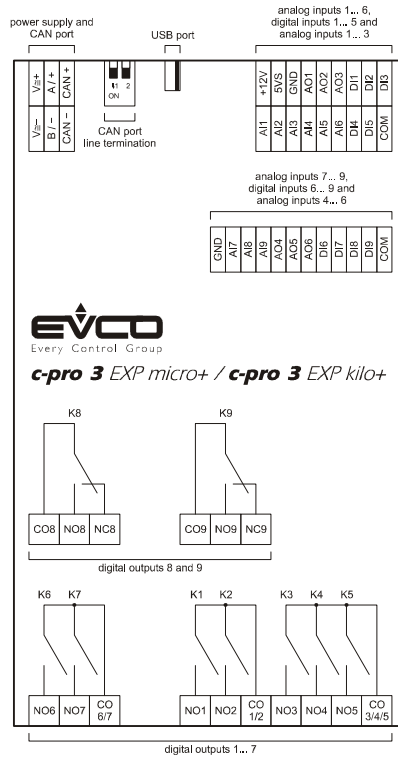 power supply and
CAN port
USB port
analog inputs 1... 6,
digital inputs 1... 5 and
analog inputs 1... 3
V≂+
A / +
CAN +
V≂−
B / −
CAN −
1 2
ON
CAN port
line termination
+12V
5VS
GND
AO1
AO2
AO3
DI1
DI2
DI3
AI1
AI2
AI3
AI4
AI5
AI6
DI4
DI5
COM
analog inputs 7... 9,
digital inputs 6... 9 and
analog inputs 4... 6
GND
AI7
AI8
AI9
AO4
AO5
AO6
DI6
DI7
DI8
DI9
COM
EVCO
Every Control Group
c-pro 3 EXP micro+ / c-pro 3 EXP kilo+
K8
K9
CO8 NO8 NC8
CO9 NO9 NC9
digital outputs 8 and 9
K6 K7 K1 K2 K3 K4 K5
NO6 NO7 CO 6/7
NO1 NO2 CO 1/2 NO3 NO4 NO5 CO 3/4/5
digital outputs 1... 7